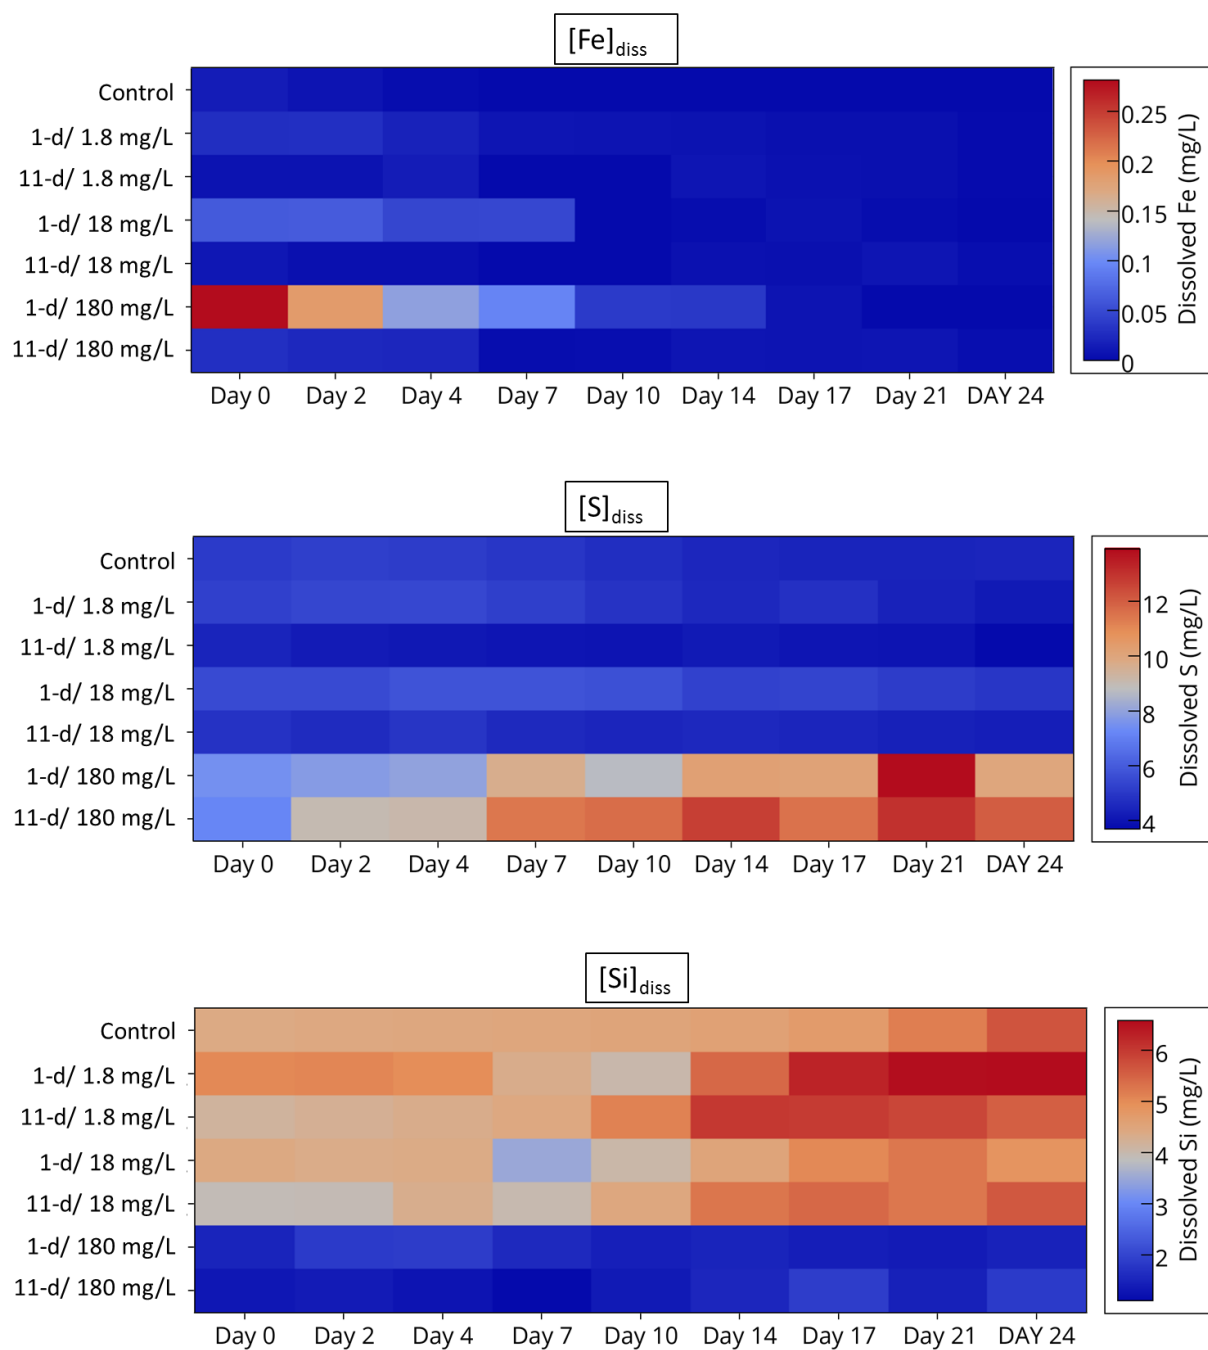 [Fe]diss
Control
1-d/ 1.8 mg/L
11-d/ 1.8 mg/L
1-d/ 18 mg/L
11-d/ 18 mg/L
1-d/ 180 mg/L
11-d/ 180 mg/L
Day 0 Day 2 Day 4 Day 7 Day 10 Day 14 Day 17 Day 21 DAY 24
0.25
0.2
0.15
0.1
0.05
0
Dissolved Fe (mg/L)
[S]diss
Control
1-d/ 1.8 mg/L
11-d/ 1.8 mg/L
1-d/ 18 mg/L
11-d/ 18 mg/L
1-d/ 180 mg/L
11-d/ 180 mg/L
Day 0 Day 2 Day 4 Day 7 Day 10 Day 14 Day 17 Day 21 DAY 24
12
10
8
6
4
Dissolved S (mg/L)
[Si]diss
Control
1-d/ 1.8 mg/L
11-d/ 1.8 mg/L
1-d/ 18 mg/L
11-d/ 18 mg/L
1-d/ 180 mg/L
11-d/ 180 mg/L
Day 0 Day 2 Day 4 Day 7 Day 10 Day 14 Day 17 Day 21 DAY 24
6
5
4
3
2
Dissolved Si (mg/L)